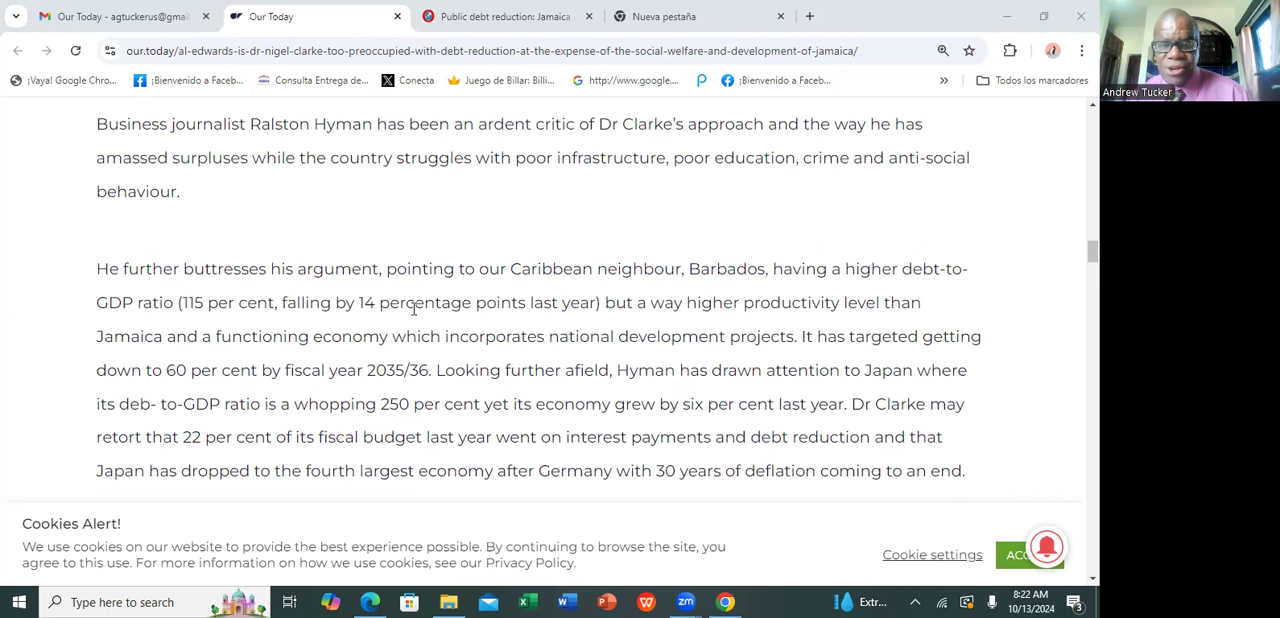 Our Today - agtuckerus@gmai
Our Today
Public debt reduction: Jamaica
Nueva pestaña
our.today/al-edwards-is-dr-nigel-clarke-too-preoccupied-with-debt-reduction-at-the-expense-of-the-social-welfare-and-development-of-jamaica/
¡Vaya! Google Chro...
¡Bienvenido a Faceb...
Consulta Entrega de...
Conecta
Juegos de Billar: Billi...
http://www.google....
¡Bienvenido a Faceb...
»
Todos los marcadores
Andrew Tucker
Business journalist Ralston Hyman has been an ardent critic of Dr Clarke’s approach and the way he has
amassed surpluses while the country struggles with poor infrastructure, poor education, crime and anti-social
behaviour.
He further buttresses his argument, pointing to our Caribbean neighbour, Barbados, having a higher debt-to-
GDP ratio (115 per cent, falling by 14 percentage points last year) but a way higher productivity level than
Jamaica and a functioning economy which incorporates national development projects. It has targeted getting
down to 60 per cent by fiscal year 2035/36. Looking further afield, Hyman has drawn attention to Japan where
its deb- to-GDP ratio is a whopping 250 per cent yet its economy grew by six per cent last year. Dr Clarke may
retort that 22 per cent of its fiscal budget last year went on interest payments and debt reduction and that
Japan has dropped to the fourth largest economy after Germany with 30 years of deflation coming to an end.
Cookies Alert!
We use cookies on our website to provide the best experience possible. By continuing to browse the site, you
agree to this use. For more information on how we use cookies, see our Privacy Policy.
Cookie settings
Type here to search
Extr...
8:22 AM
10/13/2024
3